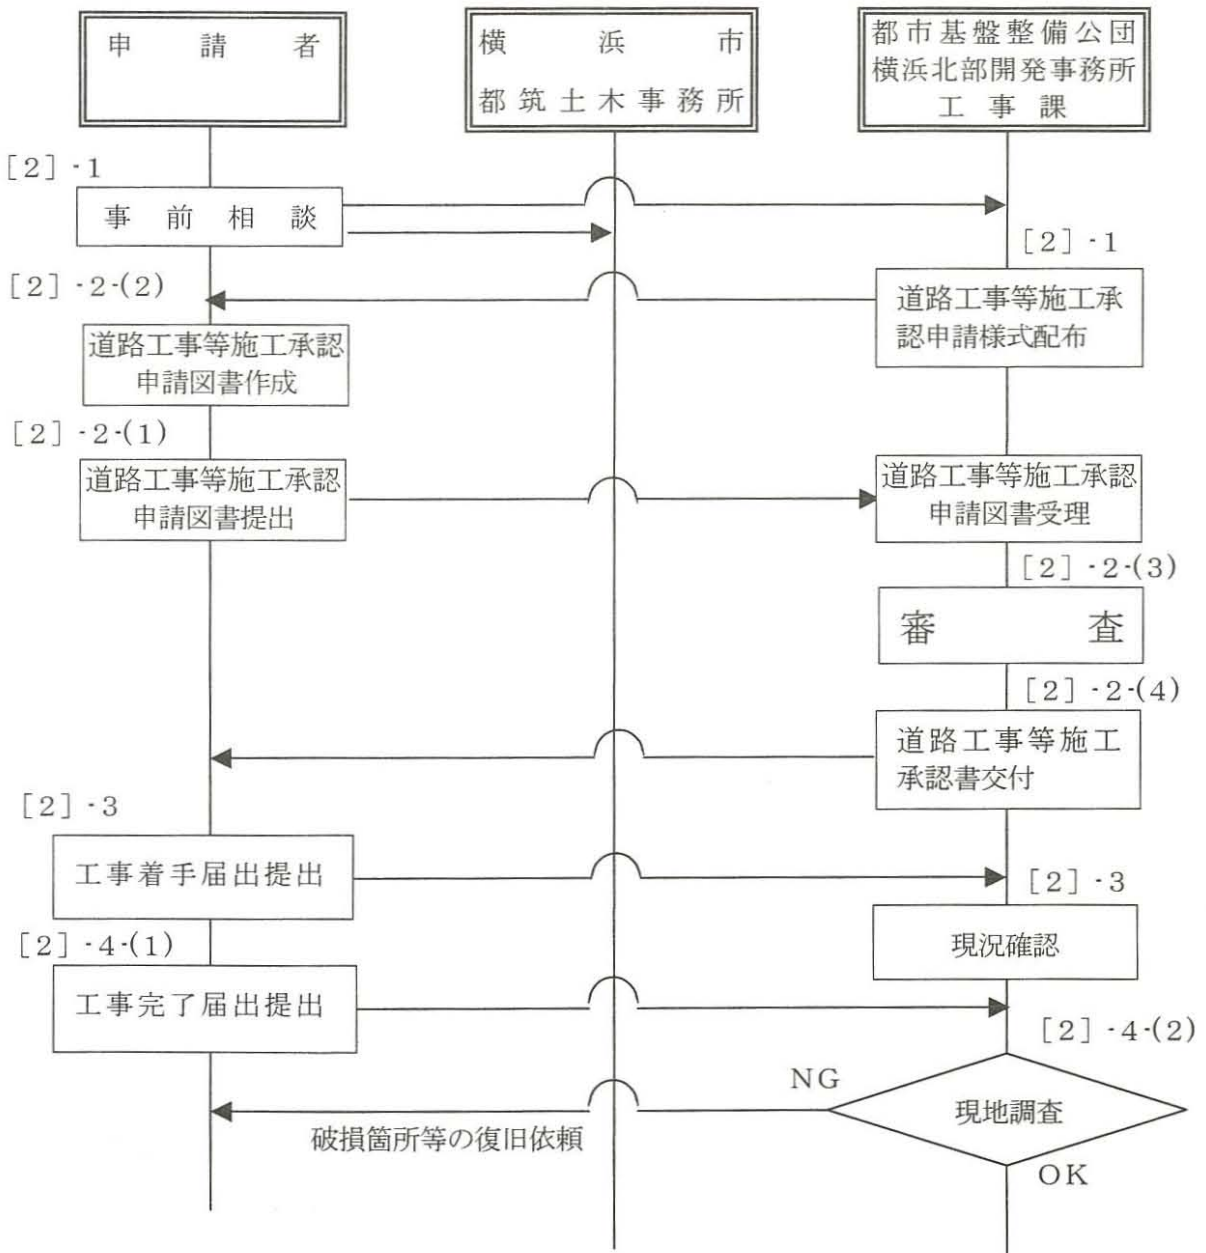 申請者
横浜市
都筑土木事務所
都市基盤整備公団
横浜北部開発事務所
工事課
[2]-1
事前相談
[2]-1
道路工事等施工承
認申請様式配布
[2]-2-(2)
道路工事等施工承認
申請図書作成
[2]-2-(1)
道路工事等施工承認
申請図書提出
道路工事等施工承認
申請図書受理
[2]-2-(3)
審査
[2]-2-(4)
道路工事等施工
承認書交付
[2]-3
工事着手届出提出
[2]-3
現況確認
[2]-4-(1)
工事完了届出提出
[2]-4-(2)
現地調査
NG
破損箇所等の復旧依頼
OK